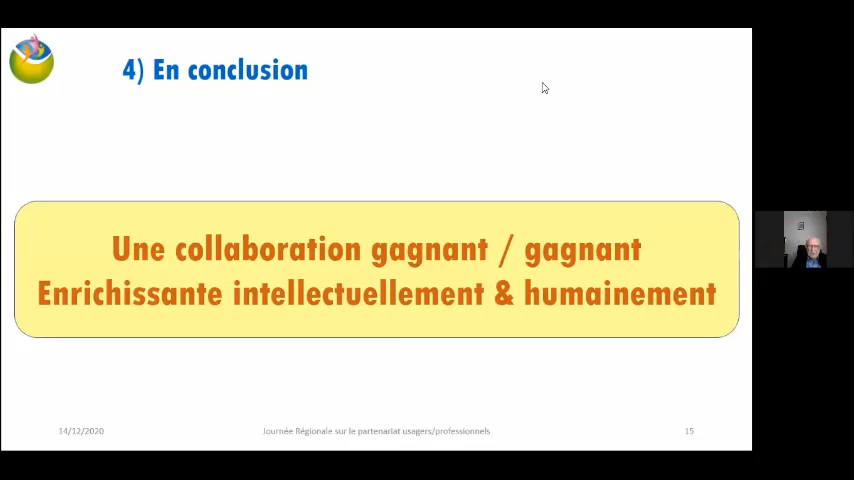 4) En conclusion
Une collaboration gagnant / gagnant
Enrichissante intellectuellement & humainement
14/12/2020
Journée Régionale sur le partenariat usagers/professionnels
15